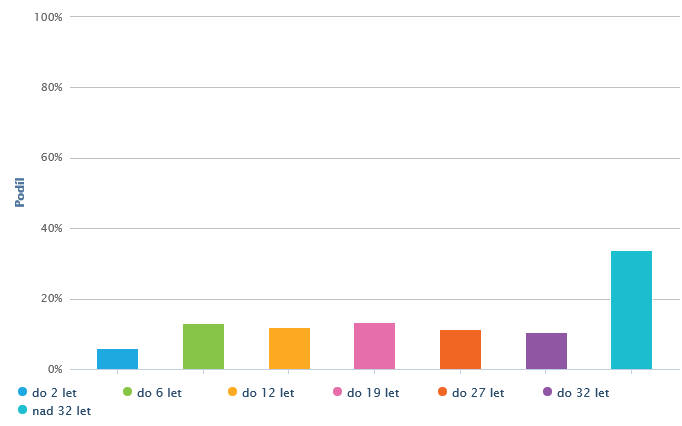 100%
80%
60%
40%
20%
0%
Podíl
do 2 let
do 6 let
do 12 let
do 19 let
do 27 let
do 32 let
nad 32 let